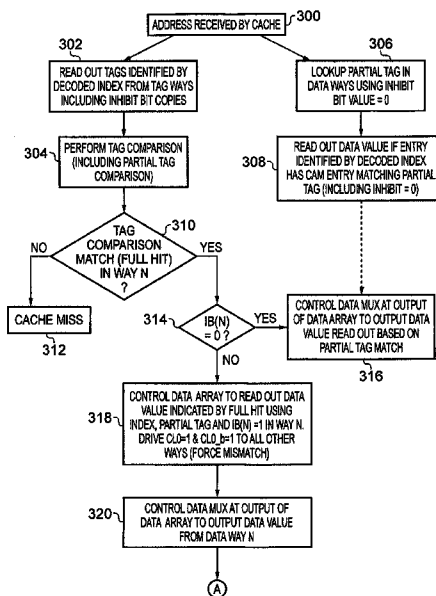 ADDRESS RECEIVED BY CACHE
300
302
READ OUT TAGS IDENTIFIED BY
DECODED INDEX FROM TAG WAYS
INCLUDING INHIBIT BIT COPIES
306
LOOKUP PARTIAL TAG IN
DATA WAYS USING INHIBIT
BIT VALUE = 0
304
PERFORM TAG COMPARISON
(INCLUDING PARTIAL TAG
COMPARISON)
308
READ OUT DATA VALUE IF ENTRY
IDENTIFIED BY DECODED INDEX
HAS CAM ENTRY MATCHING PARTIAL
TAG (INCLUDING INHIBIT = 0)
310
TAG
COMPARISON
MATCH (FULL HIT)
IN WAY N
?
NO
YES
CACHE MISS
312
314
IB(N)
= 0 ?
YES
NO
CONTROL DATA MUX AT OUTPUT
OF DATA ARRAY TO OUTPUT DATA
VALUE READ OUT BASED ON
PARTIAL TAG MATCH
316
318
CONTROL DATA ARRAY TO READ OUT DATA
VALUE INDICATED BY FULL HIT USING
INDEX, PARTIAL TAG AND IB(N) =1 IN WAY N.
DRIVE CL0=1 & CL0_b=1 TO ALL OTHER
WAYS (FORCE MISMATCH)
320
CONTROL DATA MUX AT OUTPUT OF
DATA ARRAY TO OUTPUT DATA VALUE
FROM DATA WAY N
A